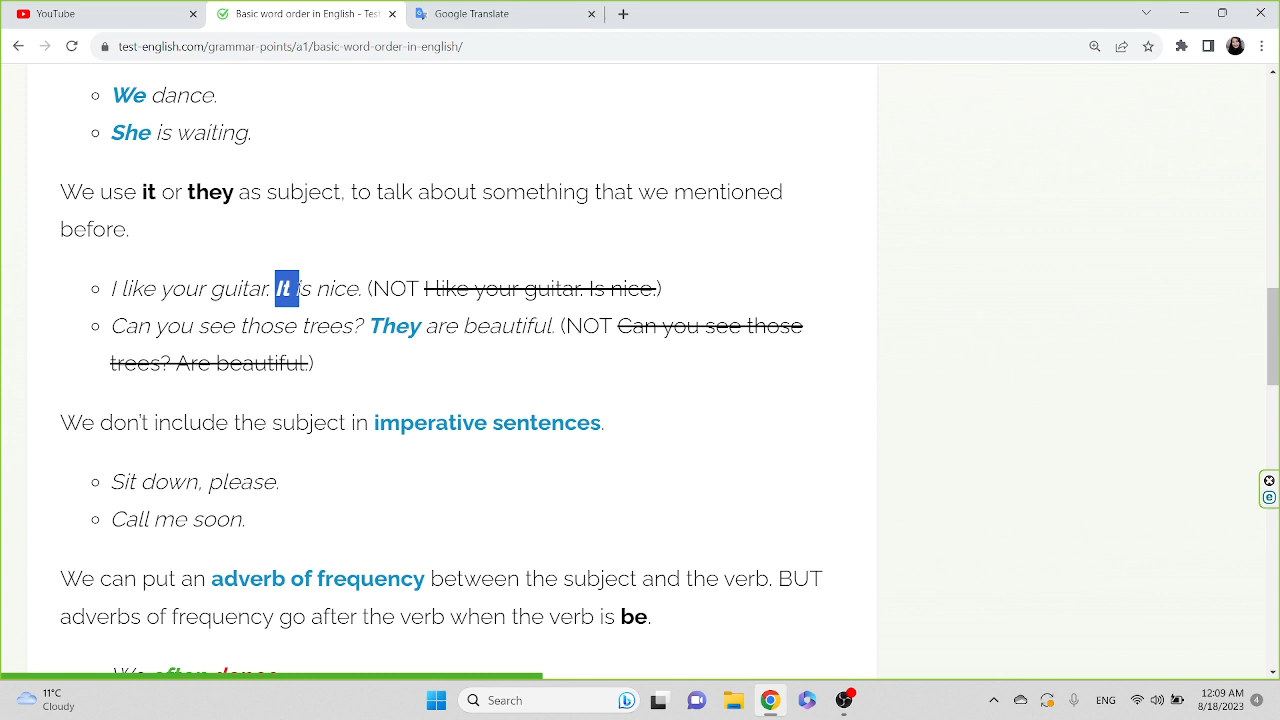 YouTube
Basic word order in English - Test
Google Translate
test-english.com/grammar-points/a1/basic-word-order-in-english/
We dance.
She is waiting.
We use it or they as subject, to talk about something that we mentioned
before.
I like your guitar. It is nice. (NOT I like your guitar. Is nice.)
Can you see those trees? They are beautiful. (NOT Can you see those
trees? Are beautiful.)
We don't include the subject in imperative sentences.
Sit down, please.
Call me soon.
We can put an adverb of frequency between the subject and the verb. BUT
adverbs of frequency go after the verb when the verb is be.
We often dance.
11°C
Cloudy
Search
ENG
12:09 AM
8/18/2023
4